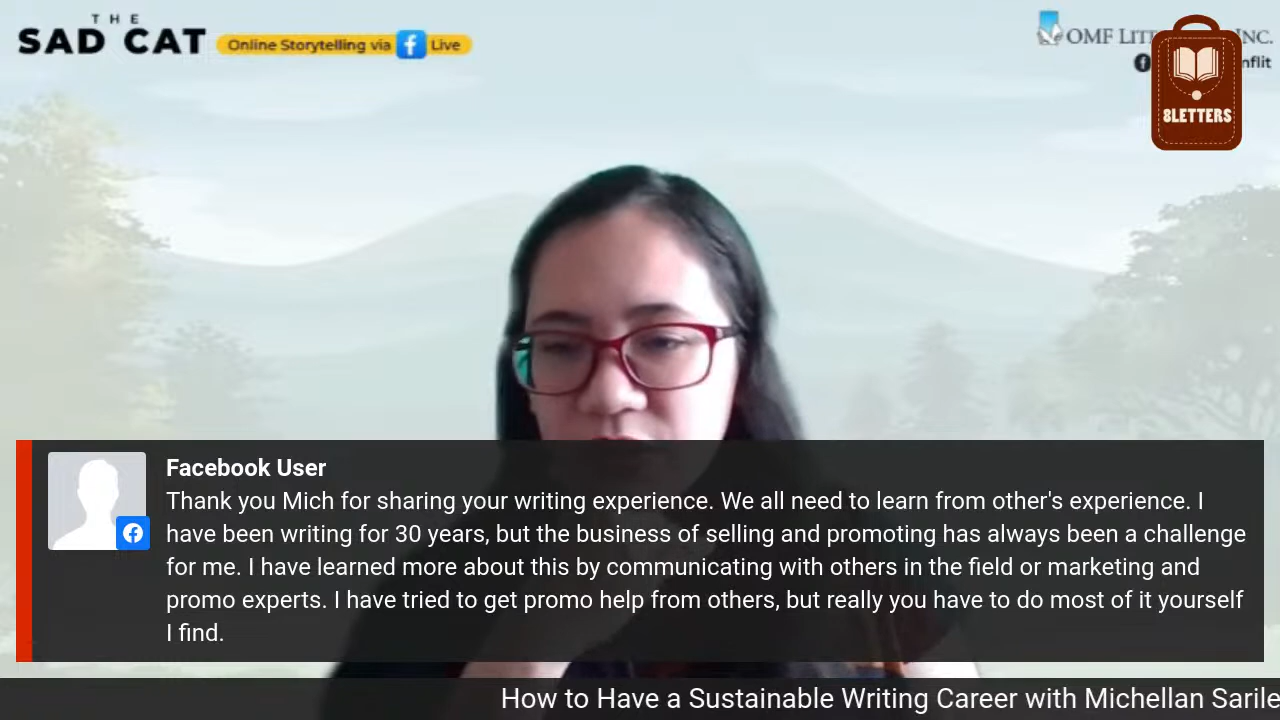 THE
SAD CAT
Online Storytelling via f Live
OMF LIT INC.
nflit
8LETTERS
Facebook User
Thank you Mich for sharing your writing experience. We all need to learn from other's experience. I
have been writing for 30 years, but the business of selling and promoting has always been a challenge
for me. I have learned more about this by communicating with others in the field or marketing and
promo experts. I have tried to get promo help from others, but really you have to do most of it yourself
I find.
How to Have a Sustainable Writing Career with Michellan Sarile